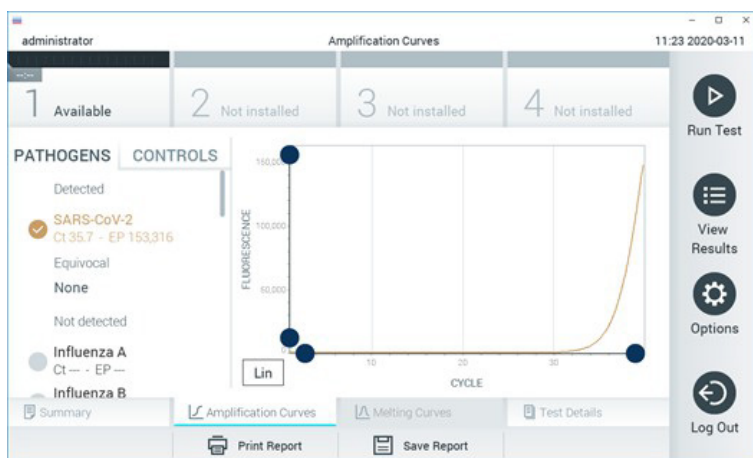 administrator
Amplification Curves
11:23 2020-03-11
--:--
1 Available
2 Not installed
3 Not installed
4 Not installed
Run Test
PATHOGENS
CONTROLS
Detected
SARS-CoV-2
Ct 35.7 - EP 153,316
Equivocal
None
Not detected
Influenza A
Ct --- - EP ---
Influenza B
150,000
100,000
50,000
0
FLUORESCENCE
10
20
30
CYCLE
Lin
View
Results
Options
Log Out
Summary
Amplification Curves
Melting Curves
Test Details
Print Report
Save Report